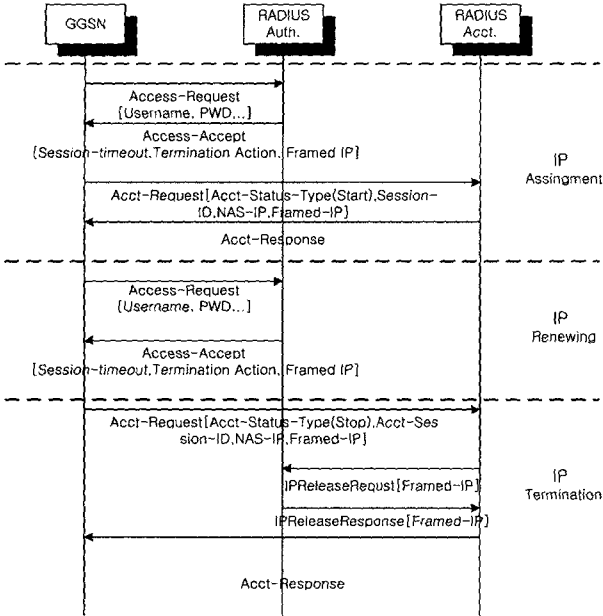 GGSN
RADIUS
Auth.
RADIUS
Acct.
Access-Request
[Username, PWD...]
Access-Accept
[Session-timeout,Termination Action, Framed IP]
Acct-Request[Acct-Status-Type(Start),Session-
ID,NAS-IP,Framed-IP]
Acct-Response
IP
Assingment
Access-Request
[Username, PWD...]
Access-Accept
[Session-timeout,Termination Action, Framed IP]
IP
Renewing
Acct-Request[Acct-Status-Type(Stop),Acct-Ses
sion-ID,NAS-IP,Framed-IP]
IPReleaseRequst[Framed-IP]
IPReleaseResponse[Framed-IP]
IP
Termination
Acct-Response